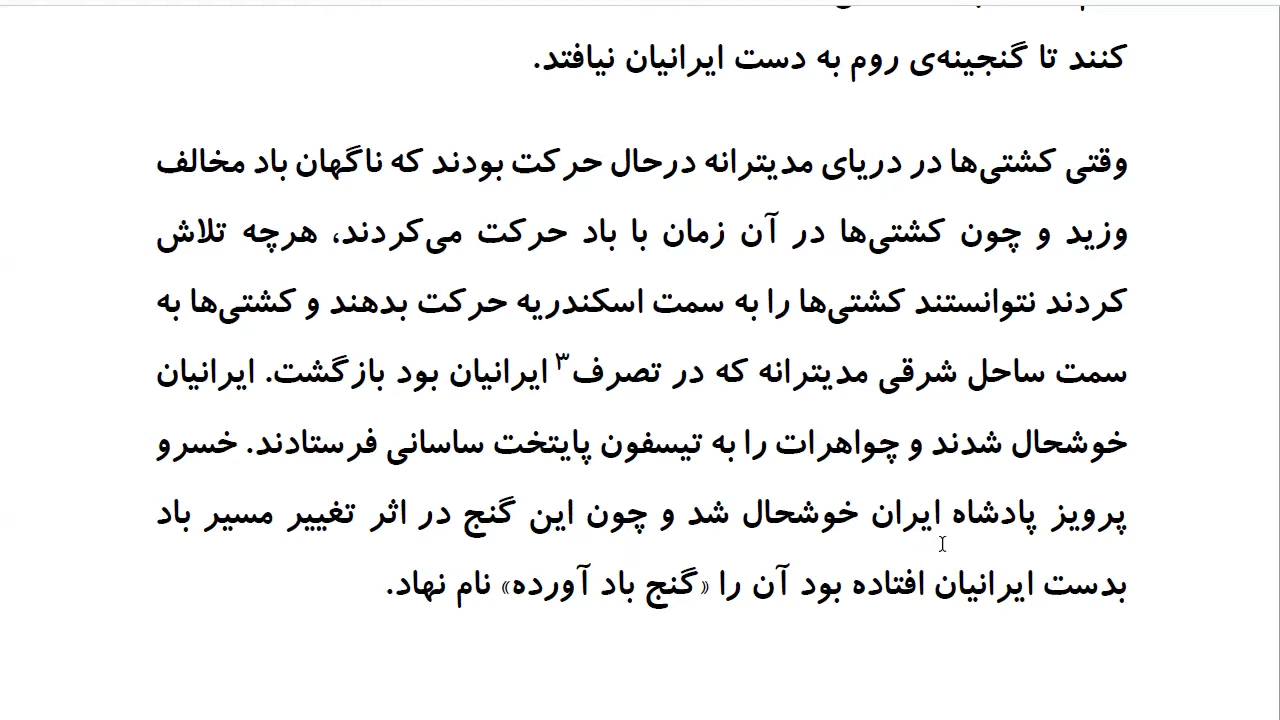 کنند تا گنجینه‌ی روم به دست ایرانیان نیافتد.
وقتی کشتی‌ها در دریای مدیترانه درحال حرکت بودند که ناگهان باد مخالف
وزید و چون کشتی‌ها در آن زمان با باد حرکت می‌کردند، هرچه تلاش
کردند نتوانستند کشتی‌ها را به سمت اسکندریه حرکت بدهند و کشتی‌ها به
سمت ساحل شرقی مدیترانه که در تصرف۳ ایرانیان بود بازگشت. ایرانیان
خوشحال شدند و چواهرات را به تیسفون پایتخت ساسانی فرستادند. خسرو
پرویز پادشاه ایران خوشحال شد و چون این گنج در اثر تغییر مسیر باد
بدست ایرانیان افتاده بود آن را «گنج باد آورده» نام نهاد.